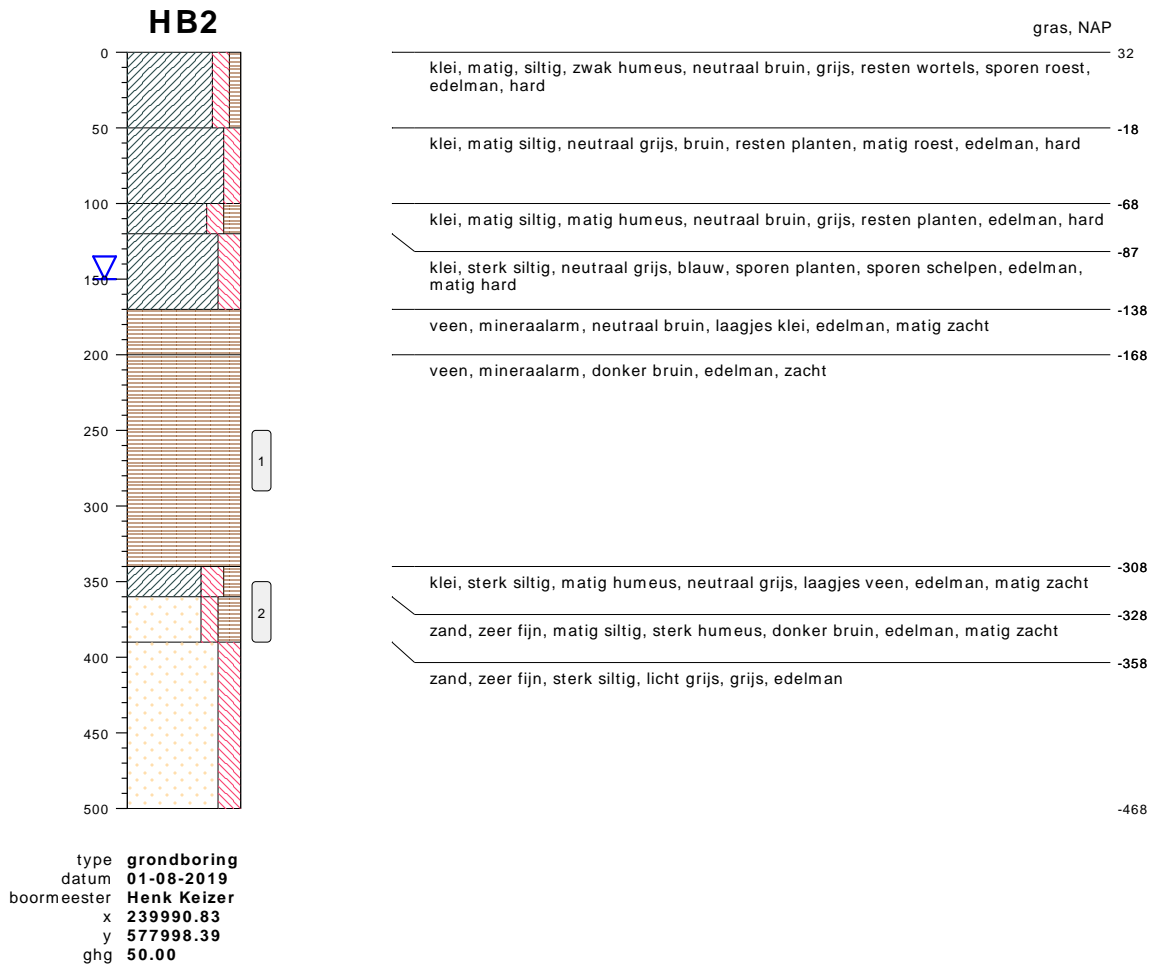 HB2
gras, NAP
0
32
klei, matig, siltig, zwak humeus, neutraal bruin, grijs, resten wortels, sporen roest,
edelman, hard
50
-18
klei, matig siltig, neutraal grijs, bruin, resten planten, matig roest, edelman, hard
100
-68
klei, matig siltig, matig humeus, neutraal bruin, grijs, resten planten, edelman, hard
-87
klei, sterk siltig, neutraal grijs, blauw, sporen planten, sporen schelpen, edelman,
matig hard
150
-138
veen, mineraalarm, neutraal bruin, laagjes klei, edelman, matig zacht
200
-168
veen, mineraalarm, donker bruin, edelman, zacht
250
1
300
-308
350
klei, sterk siltig, matig humeus, neutraal grijs, laagjes veen, edelman, matig zacht
2
-328
zand, zeer fijn, matig siltig, sterk humeus, donker bruin, edelman, matig zacht
400
-358
zand, zeer fijn, sterk siltig, licht grijs, grijs, edelman
450
500
-468
type grondboring
datum 01-08-2019
boormeester Henk Keizer
x 239990.83
y 577998.39
ghg 50.00